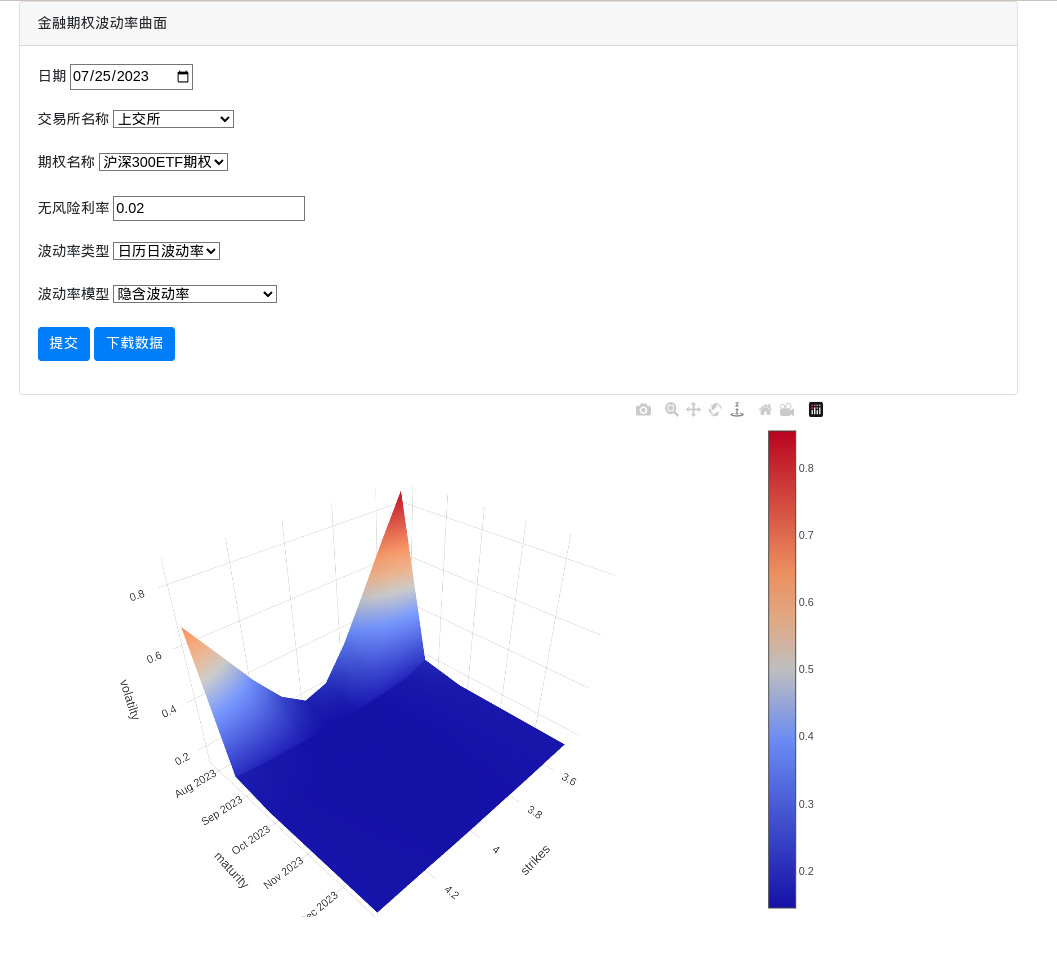 金融期权波动率曲面
日期 07/25/2023
交易所名称 上交所
期权名称 沪深300ETF期权
无风险利率 0.02
波动率类型 日历日波动率
波动率模型 隐含波动率
提交 下载数据
0.8
0.6
0.4
0.2
volatilty
Aug 2023
Sep 2023
Oct 2023
Nov 2023
ec 2023
maturity
3.6
3.8
4
4.2
strikes
0.8
0.7
0.6
0.5
0.4
0.3
0.2